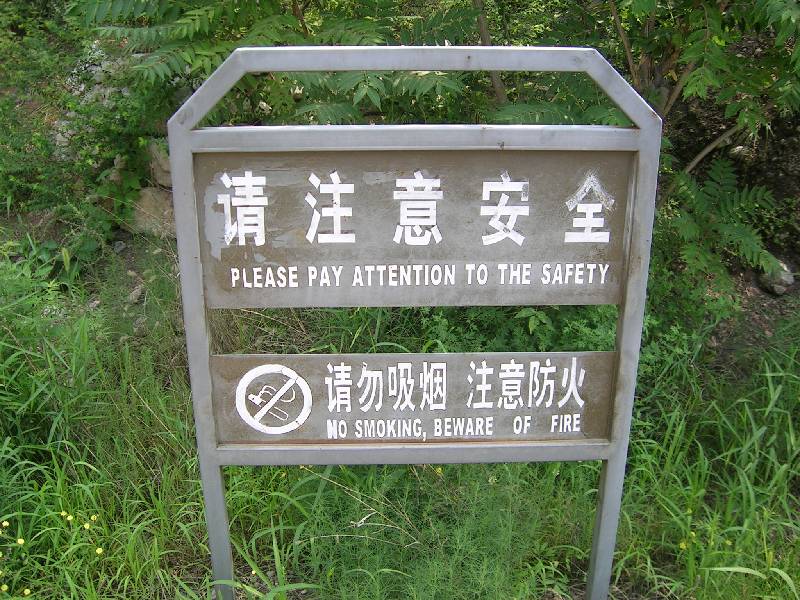 请注意安全
PLEASE PAY ATTENTION TO THE SAFETY
请勿吸烟 注意防火
NO SMOKING, BEWARE OF FIRE